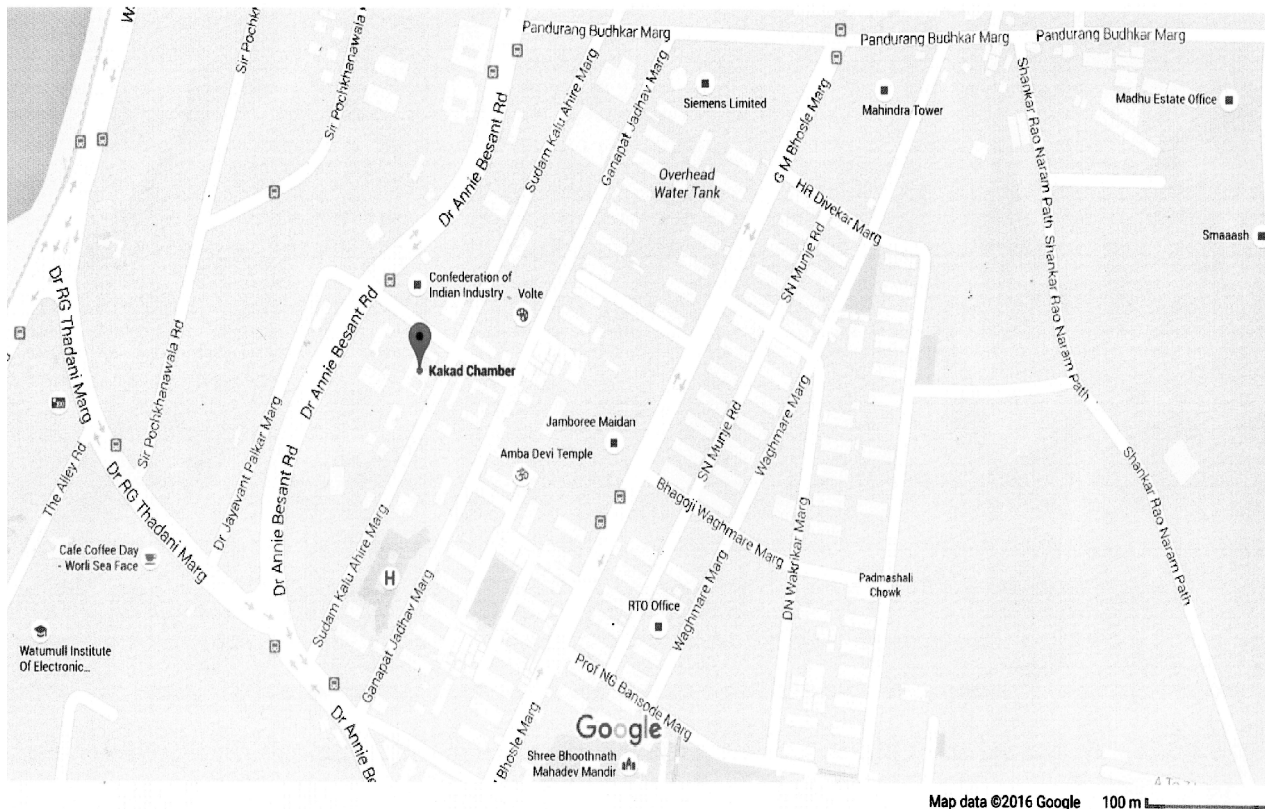 W
Sir Pochk
Sir Pochkhanawala
Pandurang Budhkar Marg
Pandurang Budhkar Marg
Pandurang Budhkar Marg
Dr Annie Besant Rd
Sudam Kalu Ahire Marg
Ganapat Jadhav Marg
Siemens Limited
G M Bhosle Marg
Mahindra Tower
Shankar Rao Naram Path
Madhu Estate Office
Overhead
Water Tank
HR Divekar Marg
SN Munje Rd
Shankar Rao Naram Path
Smaaash
Dr RG Thadani Marg
Confederation of
Indian Industry
Volte
Dr Annie Besant Rd
Kakad Chamber
Sir Pochkhanawala Rd
Dr Jayavant Palkar Marg
Jamboree Maidan
Amba Devi Temple
SN Munje Rd
Waghmare Marg
The Alley Rd
Dr RG Thadani Marg
Dr Annie Besant Rd
Bhagoji Waghmare Marg
Shankar Rao Naram Path
Cafe Coffee Day
- Worli Sea Face
Sudam Kalu Ahire Marg
H
Ganapat Jadhav Marg
RTO Office
Waghmare Marg
DN Wakrikar Marg
Padmashali
Chowk
Watumull Institute
Of Electronic...
Prof NG Bansode Marg
Dr Annie Be
Bhosle Marg
Google
Shree Bhoothnath
Mahadev Mandir
Map data ©2016 Google 100 m